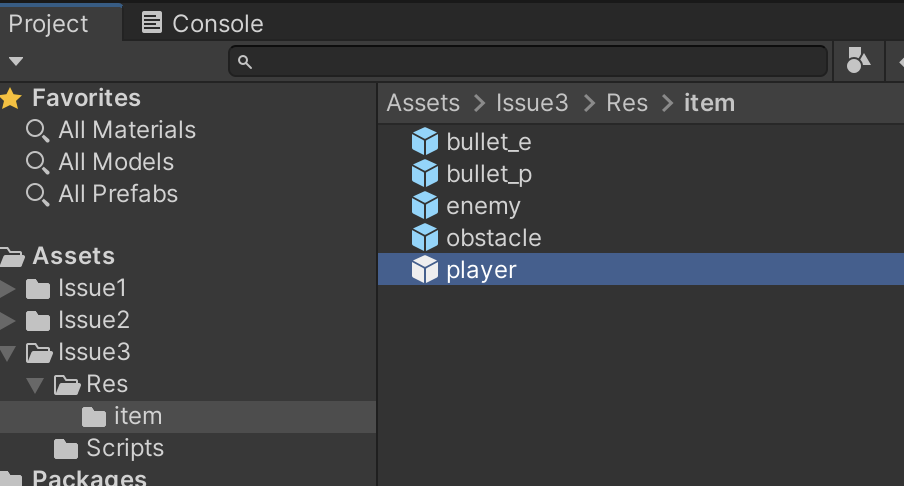 Project
Console
Favorites
All Materials
All Models
All Prefabs
Assets
Issue1
Issue2
Issue3
Res
item
Scripts
Packages
Assets > Issue3 > Res > item
bullet_e
bullet_p
enemy
obstacle
player